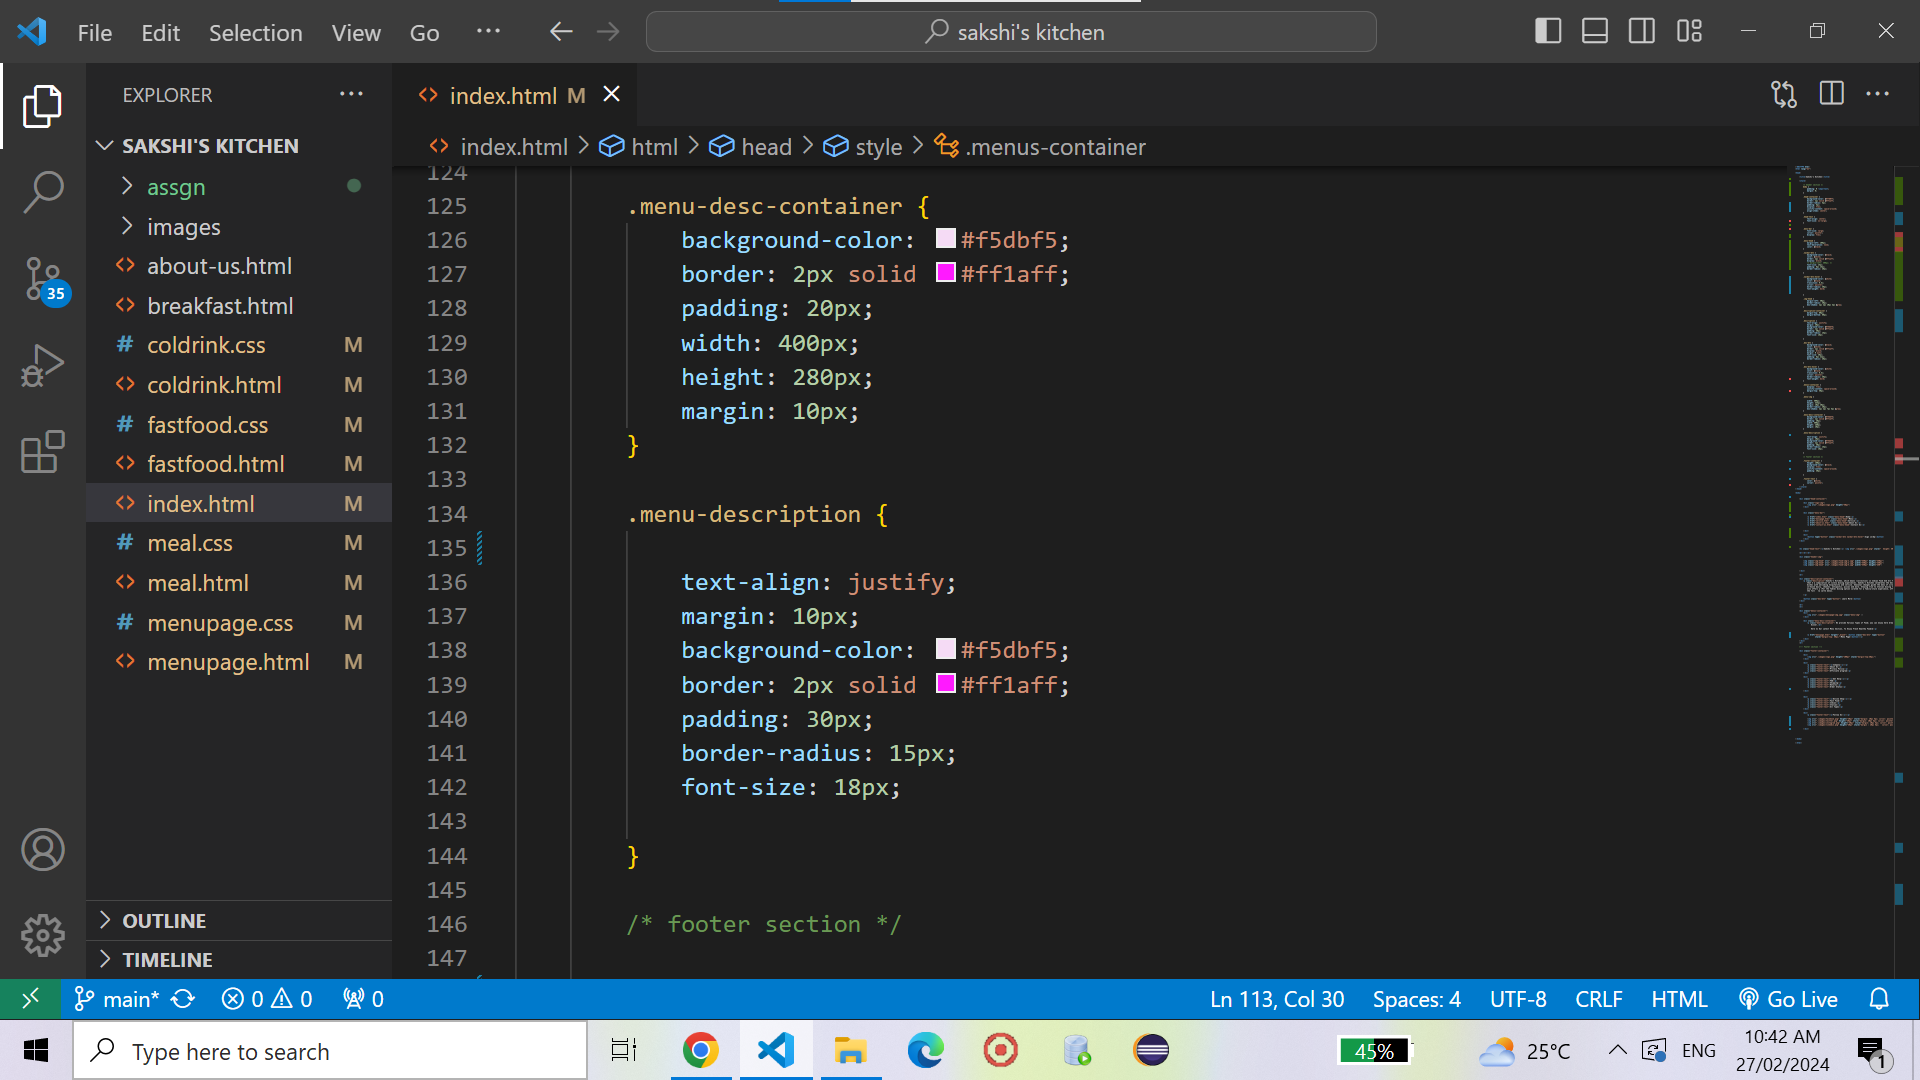 File Edit Selection View Go ··· sakshi's kitchen
EXPLORER ···
SAKSHI'S KITCHEN
assgn
images
about-us.html
breakfast.html
coldrink.css M
coldrink.html M
fastfood.css M
fastfood.html M
index.html M
meal.css M
meal.html M
menupage.css M
menupage.html M
OUTLINE
TIMELINE
35
index.html M
index.html > html > head > style > .menus-container
124
125 .menu-desc-container {
126 background-color: #f5dbf5;
127 border: 2px solid #ff1aff;
128 padding: 20px;
129 width: 400px;
130 height: 280px;
131 margin: 10px;
132 }
133
134 .menu-description {
135
136 text-align: justify;
137 margin: 10px;
138 background-color: #f5dbf5;
139 border: 2px solid #ff1aff;
140 padding: 30px;
141 border-radius: 15px;
142 font-size: 18px;
143
144 }
145
146 /* footer section */
147
main* 0 0 0 Ln 113, Col 30 Spaces: 4 UTF-8 CRLF HTML Go Live
Type here to search 45% 25°C ENG 10:42 AM
27/02/2024 1